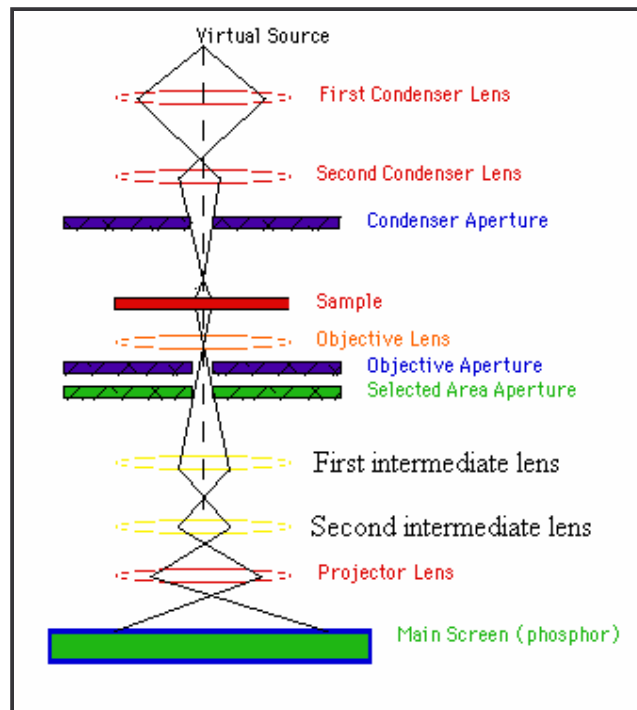 Virtual Source
First Condenser Lens
Second Condenser Lens
Condenser Aperture
Sample
Objective Lens
Objective Aperture
Selected Area Aperture
First intermediate lens
Second intermediate lens
Projector Lens
Main Screen (phosphor)